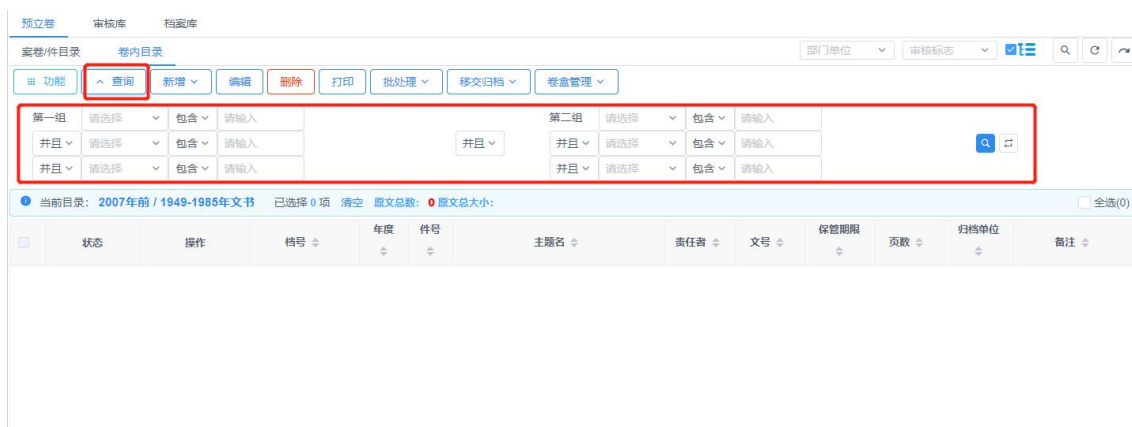 预立卷 审核库 档案库
案卷/件目录 卷内目录 部门单位 审核标志
功能 查询 新增 编辑 删除 打印 批处理 移交归档 卷盒管理
第一组 请选择 包含 请输入 第二组 请选择 包含 请输入
并且 请选择 包含 请输入 并且 并且 请选择 包含 请输入
并且 请选择 包含 请输入 并且 请选择 包含 请输入
当前目录: 2007年前 / 1949-1985年文书 已选择 0 项 清空 原文总数: 0 原文总大小: 全选(0)
状态 操作 档号 年度 件号 主题名 责任者 文号 保管期限 页数 归档单位 备注